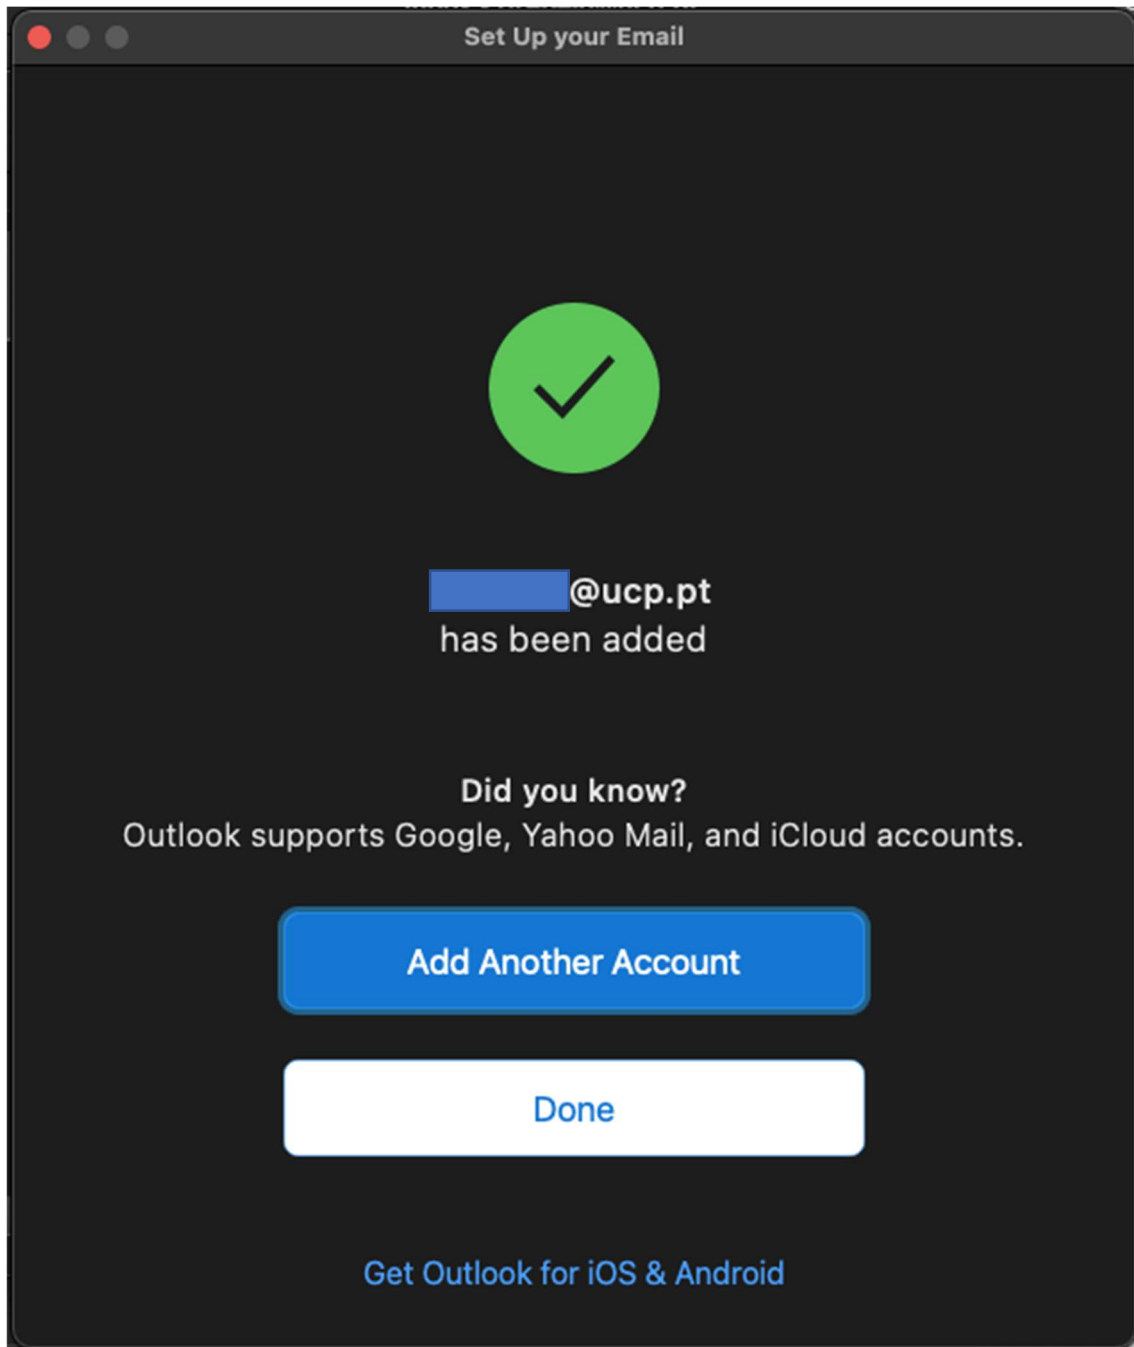 Set Up your Email
@ucp.pt
has been added
Did you know?
Outlook supports Google, Yahoo Mail, and iCloud accounts.
Add Another Account
Done
Get Outlook for iOS & Android